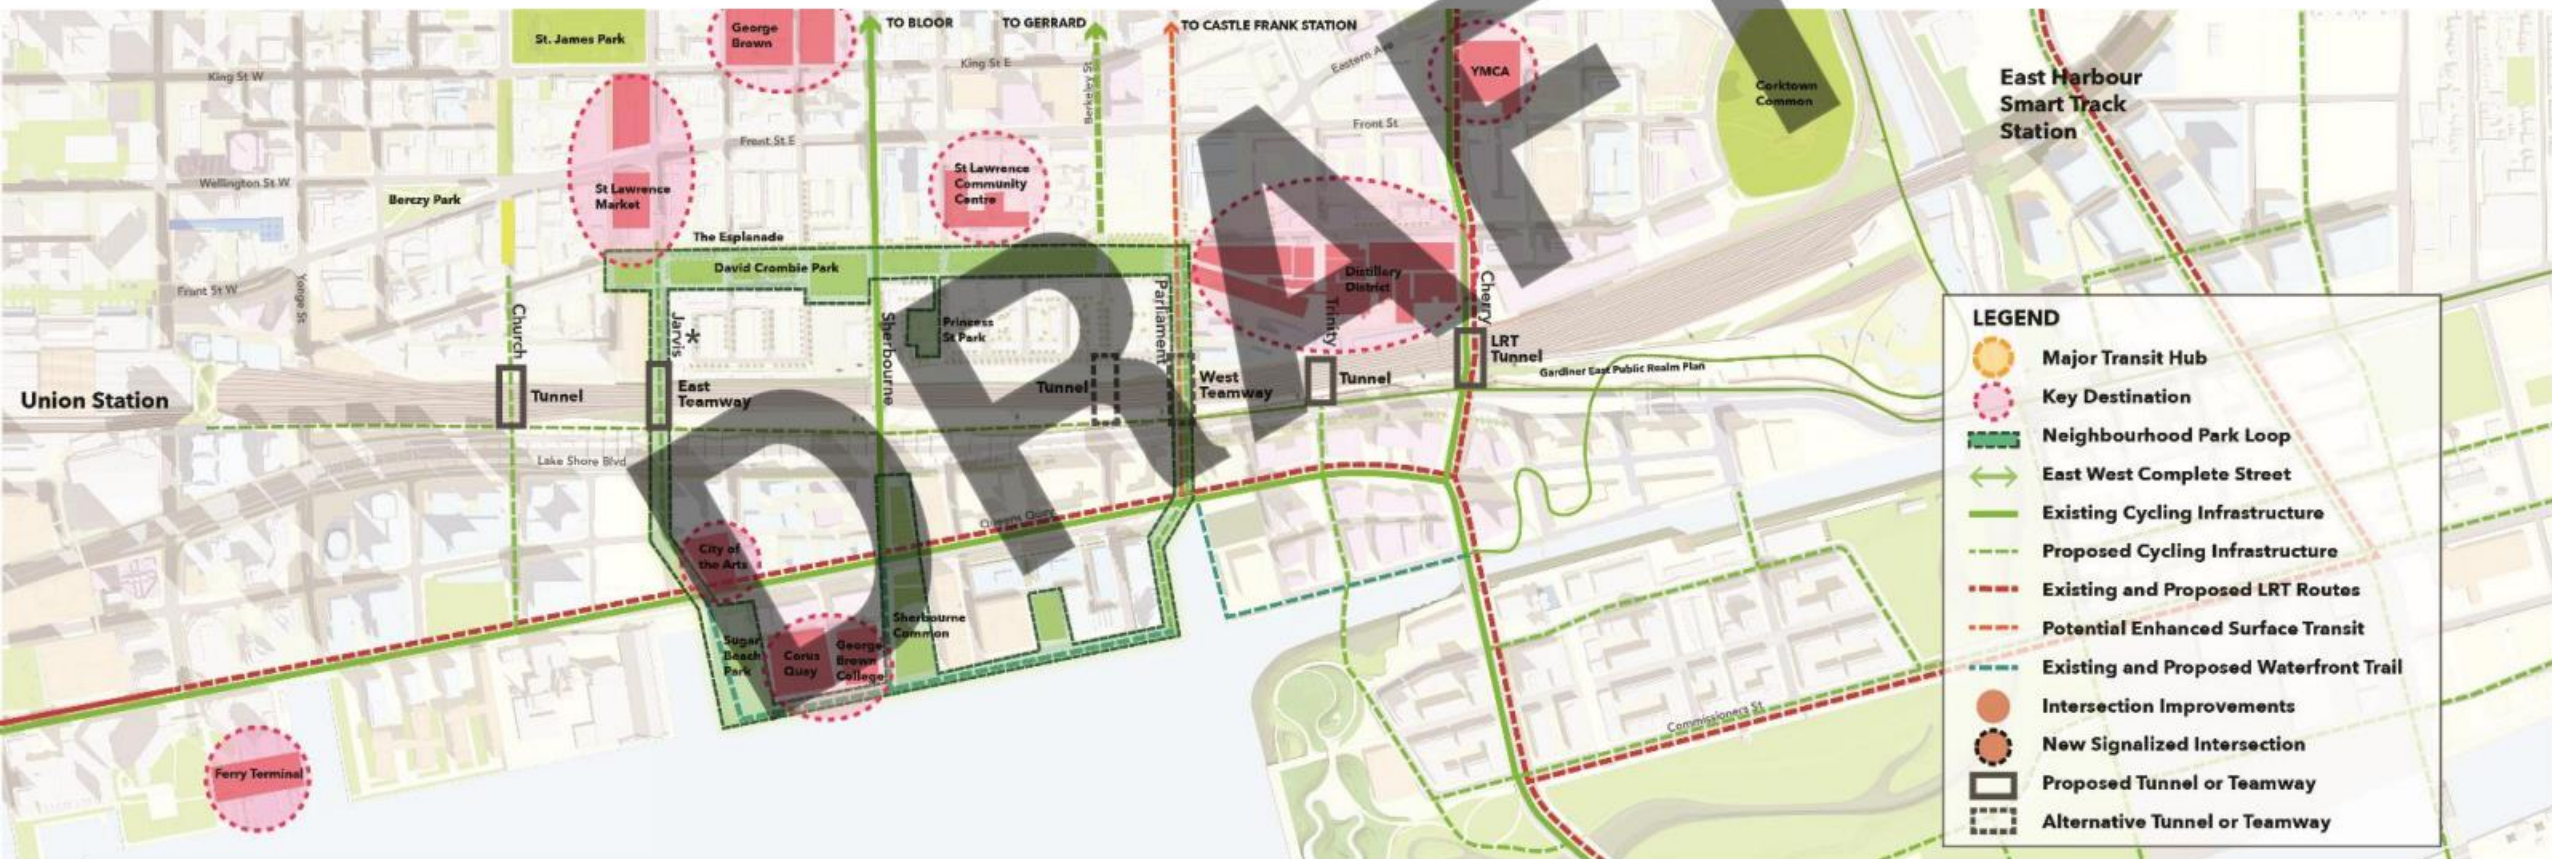 TO BLOOR
TO GERRARD
TO CASTLE FRANK STATION
St. James Park
George
Brown
King St W
King St E
Berkeley St
Eastern Ave
YMCA
Corktown
Common
East Harbour
Smart Track
Station
Front St E
Front St
Wellington St W
Berczy Park
St Lawrence
Market
St Lawrence
Community
Centre
The Esplanade
David Crombie Park
Distillery
District
Front St W
Yonge St
Church
Jarvis
*
Sherbourne
Princess
St Park
Parliament
Trinity
Cherry
LRT
Tunnel
Gardiner East Public Realm Plan
Union Station
Tunnel
East
Teamway
Tunnel
West
Teamway
Tunnel
Lake Shore Blvd
Queens Quay
City of
the Arts
Sugar
Beach
Park
Corus
Quay
George
Brown
College
Sherbourne
Common
Commissioners St
Ferry Terminal
DRAFT
LEGEND
Major Transit Hub
Key Destination
Neighbourhood Park Loop
East West Complete Street
Existing Cycling Infrastructure
Proposed Cycling Infrastructure
Existing and Proposed LRT Routes
Potential Enhanced Surface Transit
Existing and Proposed Waterfront Trail
Intersection Improvements
New Signalized Intersection
Proposed Tunnel or Teamway
Alternative Tunnel or Teamway